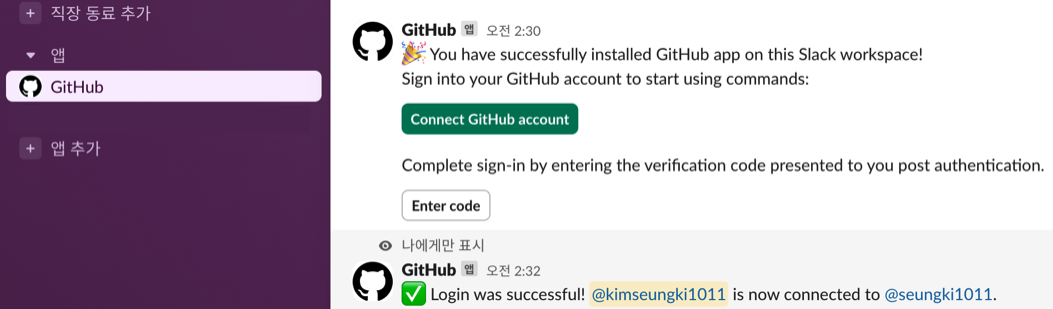 + 직장 동료 추가
앱
GitHub
+ 앱 추가
GitHub 앱 오전 2:30
You have successfully installed GitHub app on this Slack workspace!
Sign into your GitHub account to start using commands:
Connect GitHub account
Complete sign-in by entering the verification code presented to you post authentication.
Enter code
나에게만 표시
GitHub 앱 오전 2:32
Login was successful! @kimseungki1011 is now connected to @seungki1011.